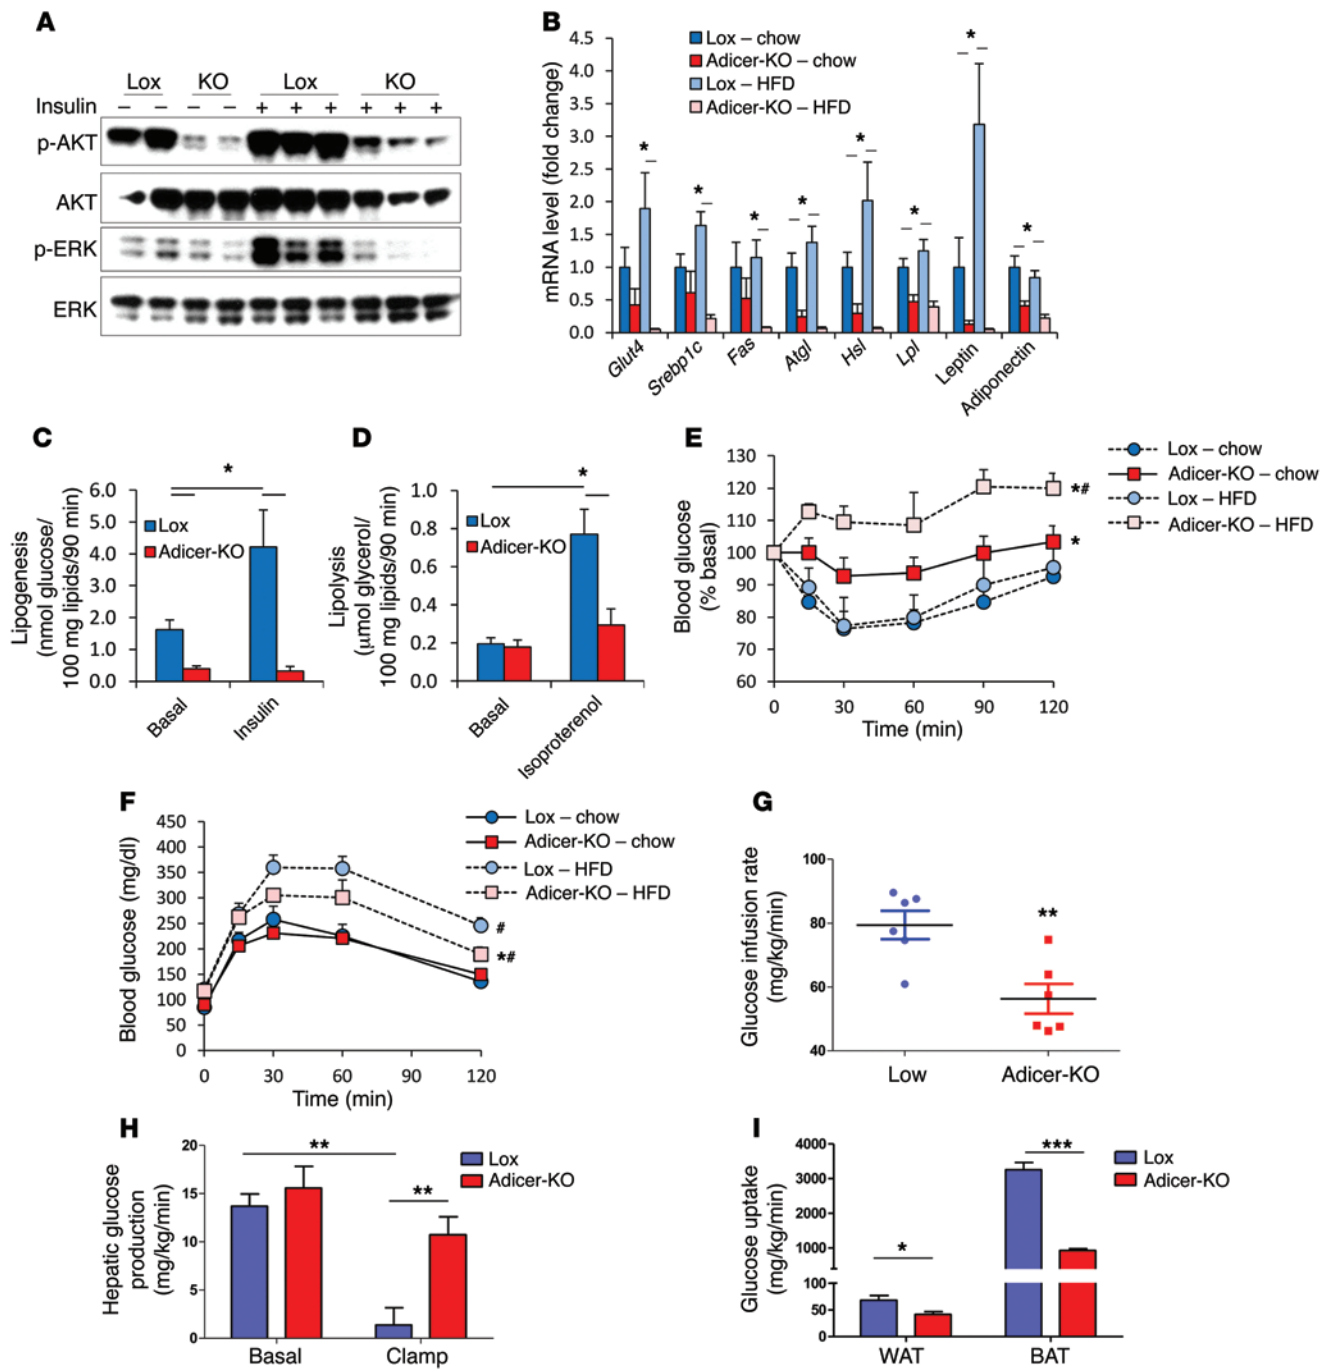 A
Lox KO Lox KO
Insulin − − − − + + + + + +
p-AKT
AKT
p-ERK
ERK
B
Lox – chow
Adicer-KO – chow
Lox – HFD
Adicer-KO – HFD
mRNA level (fold change)
4.5
4.0
3.5
3.0
2.5
2.0
1.5
1.0
0.5
0.0
* * * * * * * *
Glut4 Srebp1c Fas Atgl Hsl Lpl Leptin Adiponectin
C
Lipogenesis
(nmol glucose/
100 mg lipids/90 min)
6.0
5.0
4.0
3.0
2.0
1.0
0.0
*
Lox
Adicer-KO
Basal Insulin
D
Lipolysis
(μmol glycerol/
100 mg lipids/90 min)
1.0
0.8
0.6
0.4
0.2
0.0
*
Lox
Adicer-KO
Basal Isoproterenol
E
Blood glucose
(% basal)
130
120
110
100
90
80
70
60
0 30 60 90 120
Time (min)
*#
*
Lox – chow
Adicer-KO – chow
Lox – HFD
Adicer-KO – HFD
F
Blood glucose (mg/dl)
450
400
350
300
250
200
150
100
50
0
0 30 60 90 120
Time (min)
#
*#
Lox – chow
Adicer-KO – chow
Lox – HFD
Adicer-KO – HFD
G
Glucose infusion rate
(mg/kg/min)
100
80
60
40
**
Low Adicer-KO
H
Hepatic glucose
production
(mg/kg/min)
20
15
10
5
0
**
**
Lox
Adicer-KO
Basal Clamp
I
Glucose uptake
(mg/kg/min)
4000
3000
2000
1000
100
50
0
*
***
Lox
Adicer-KO
WAT BAT